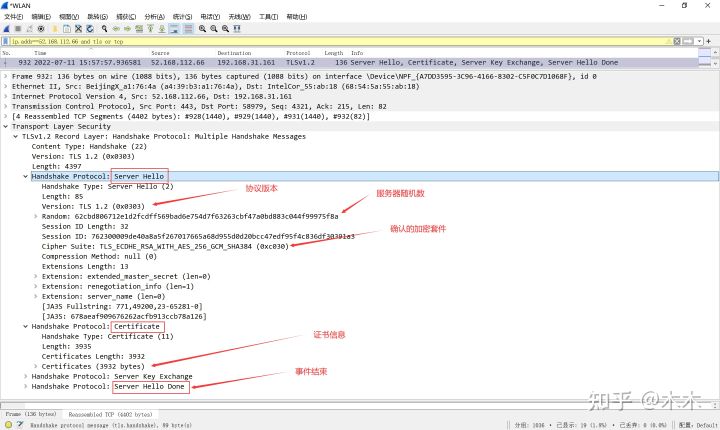 *WLAN
文件(F) 编辑(E) 视图(V) 跳转(G) 捕获(C) 分析(A) 统计(S) 电话(Y) 无线(W) 工具(T) 帮助(H)
ip.addr==52.168.112.66 and tls or tcp
No. Time Source Destination Protocol Length Info
932 2022-07-11 15:57:57.936581 52.168.112.66 192.168.31.161 TLSv1.2 136 Server Hello, Certificate, Server Key Exchange, Server Hello Done
Frame 932: 136 bytes on wire (1088 bits), 136 bytes captured (1088 bits) on interface \Device\NPF_{A7DD3595-3C96-4166-8302-C5F0C7D1068F}, id 0
Ethernet II, Src: BeijingX_a1:76:4a (a4:39:b3:a1:76:4a), Dst: IntelCor_55:ab:18 (68:54:5a:55:ab:18)
Internet Protocol Version 4, Src: 52.168.112.66, Dst: 192.168.31.161
Transmission Control Protocol, Src Port: 443, Dst Port: 58979, Seq: 4321, Ack: 215, Len: 82
[4 Reassembled TCP Segments (4402 bytes): #928(1440), #929(1440), #931(1440), #932(82)]
Transport Layer Security
TLSv1.2 Record Layer: Handshake Protocol: Multiple Handshake Messages
Content Type: Handshake (22)
Version: TLS 1.2 (0x0303)
Length: 4397
Handshake Protocol: Server Hello
Handshake Type: Server Hello (2)
协议版本
Length: 85
服务器随机数
Version: TLS 1.2 (0x0303)
Random: 62cbd806712e1d2fcdff569bad6e754d7f63263cbf47a0bd883c044f99975f8a
Session ID Length: 32
确认的加密套件
Session ID: 762300009de40a8a5f267017665a68d955d0d20bcc47edf95f4c836df30391a3
Cipher Suite: TLS_ECDHE_RSA_WITH_AES_256_GCM_SHA384 (0xc030)
Compression Method: null (0)
Extensions Length: 13
Extension: extended_master_secret (len=0)
Extension: renegotiation_info (len=1)
Extension: server_name (len=0)
[JA3S Fullstring: 771,49200,23-65281-0]
[JA3S: 678aeaf909676262acfb913ccb78a126]
Handshake Protocol: Certificate
Handshake Type: Certificate (11)
证书信息
Length: 3935
Certificates Length: 3932
Certificates (3932 bytes)
事件结束
Handshake Protocol: Server Key Exchange
Handshake Protocol: Server Hello Done
知乎 @木木
Frame (136 bytes) Reassembled TCP (4402 bytes)
Handshake protocol message (tls.handshake), 89 byte(s)
分组: 1036 · 已显示: 19 (1.8%) · 已丢弃: 0 (0.0%) 配置: Default